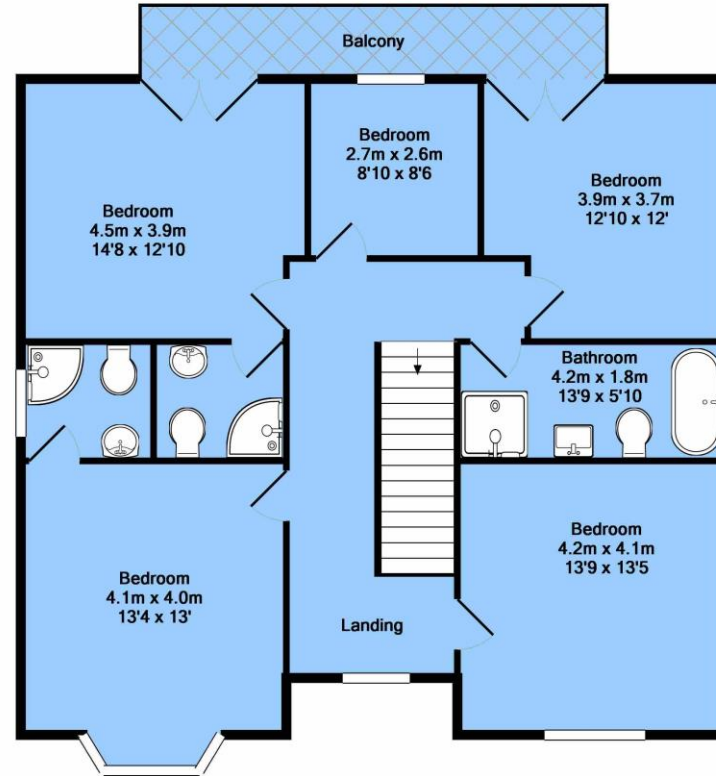 Balcony
Bedroom
2.7m x 2.6m
8'10 x 8'6
Bedroom
3.9m x 3.7m
12'10 x 12'
Bedroom
4.5m x 3.9m
14'8 x 12'10
Bathroom
4.2m x 1.8m
13'9 x 5'10
Bedroom
4.2m x 4.1m
13'9 x 13'5
Bedroom
4.1m x 4.0m
13'4 x 13'
Landing